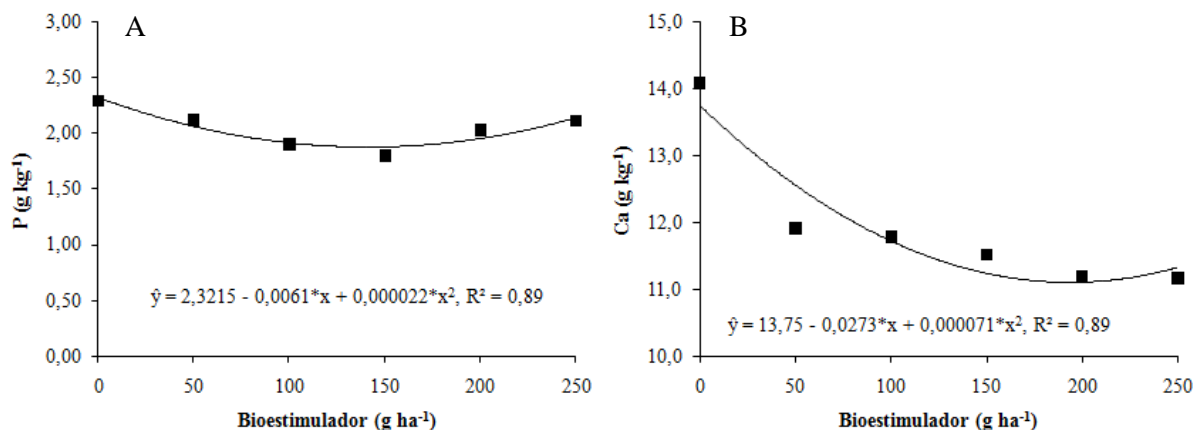 A
3,00
2,50
2,00
1,50
1,00
0,50
0,00
P (g kg⁻¹)
ŷ = 2,3215 - 0,0061*x + 0,000022*x², R² = 0,89
0 50 100 150 200 250
Bioestimulador (g ha⁻¹)
B
15,0
14,0
13,0
12,0
11,0
10,0
Ca (g kg⁻¹)
ŷ = 13,75 - 0,0273*x + 0,000071*x², R² = 0,89
0 50 100 150 200 250
Bioestimulador (g ha⁻¹)